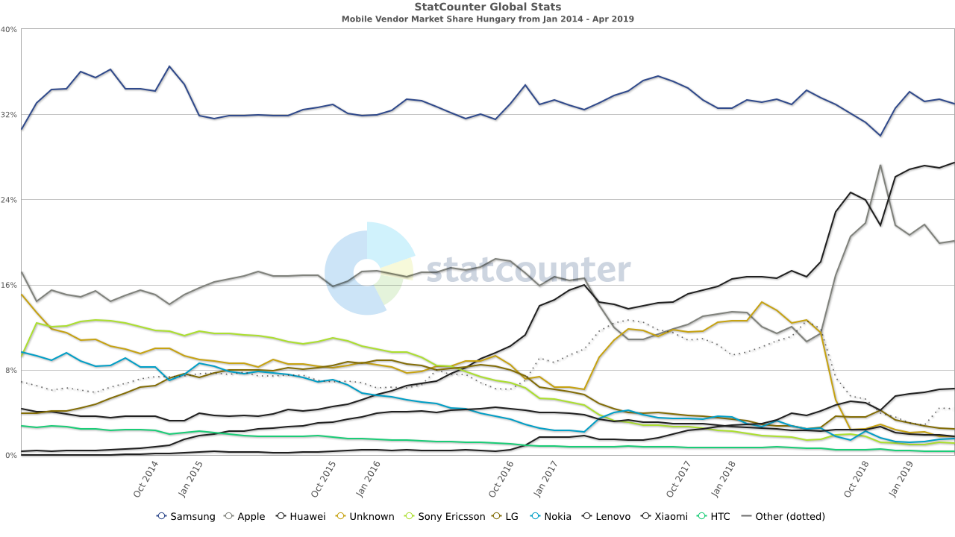 StatCounter Global Stats
Mobile Vendor Market Share Hungary from Jan 2014 - Apr 2019
40%
32%
24%
16%
8%
0%
statcounter
Oct 2014
Jan 2015
Oct 2015
Jan 2016
Oct 2016
Jan 2017
Oct 2017
Jan 2018
Oct 2018
Jan 2019
Samsung Apple Huawei Unknown Sony Ericsson LG Nokia Lenovo Xiaomi HTC Other (dotted)